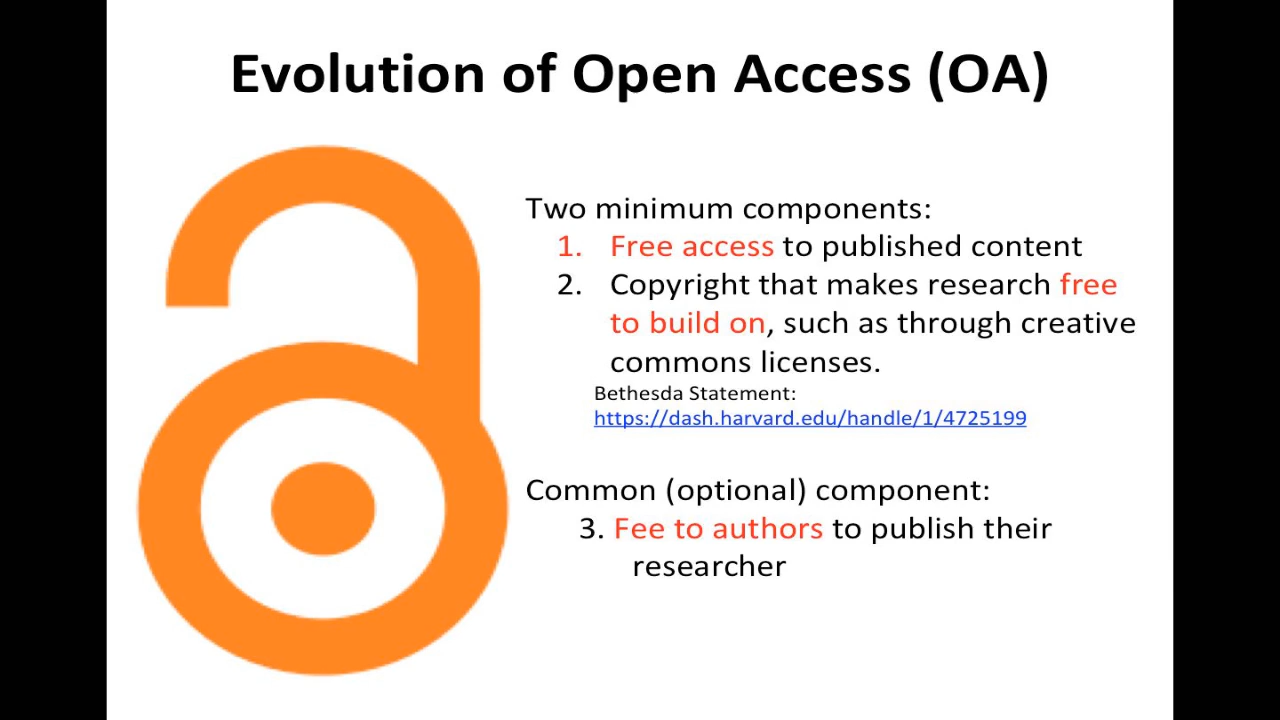 Evolution of Open Access (OA)
Two minimum components:
1. Free access to published content
2. Copyright that makes research free
to build on, such as through creative
commons licenses.
Bethesda Statement:
https://dash.harvard.edu/handle/1/4725199
Common (optional) component:
3. Fee to authors to publish their
researcher